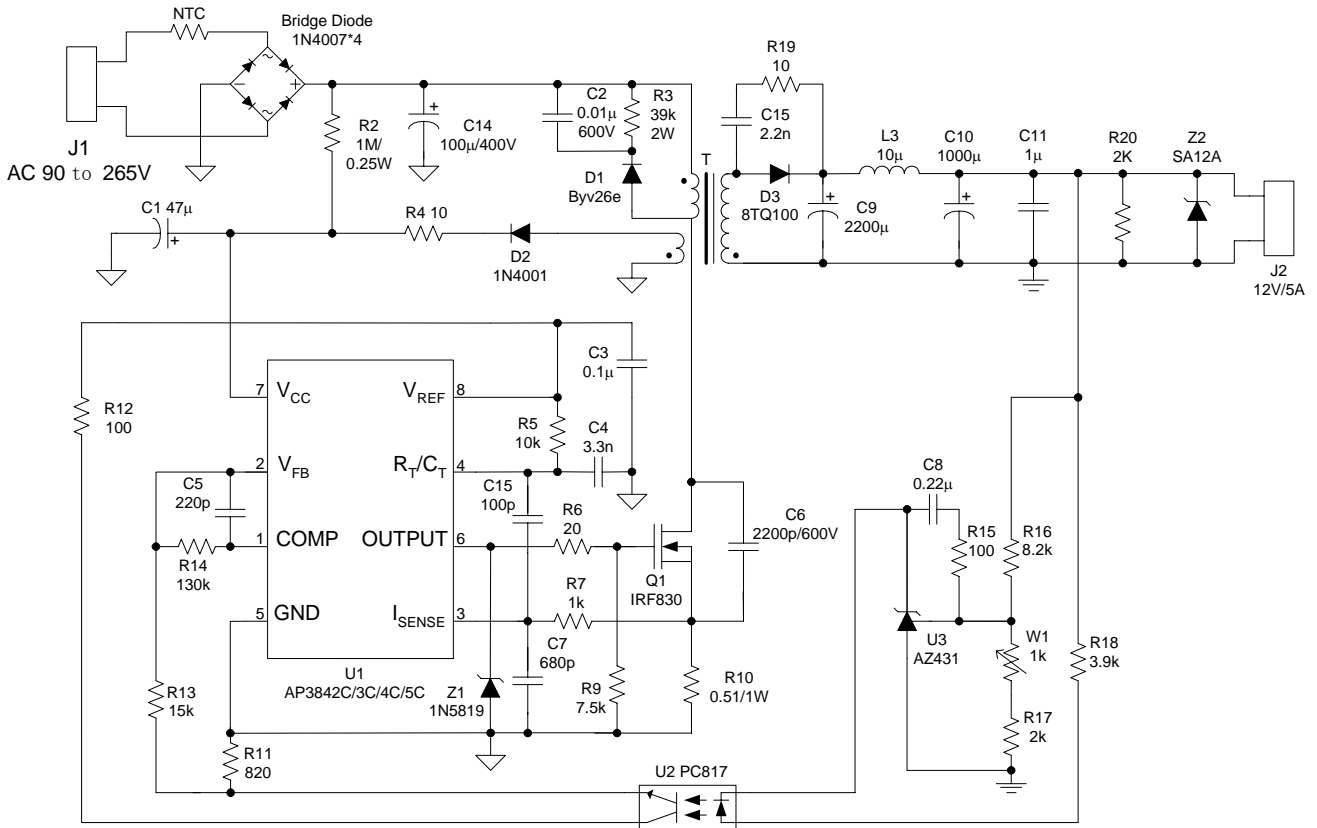 NTC
Bridge Diode
1N4007*4
J1
AC 90 to 265V
R2
1M/
0.25W
+
C14
100μ/400V
C2
0.01μ
600V
R3
39k
2W
D1
Byv26e
T
R19
10
C15
2.2n
D3
8TQ100
+
C9
2200μ
L3
10μ
C10
1000μ
+
C11
1μ
R20
2K
Z2
SA12A
J2
12V/5A
C1 47μ
+
R4 10
D2
1N4001
R12
100
C3
0.1μ
7 VCC
VREF 8
R5
10k
C4
3.3n
2 VFB
RT/CT 4
C5
220p
C15
100p
1 COMP
OUTPUT 6
R14
130k
R6
20
Q1
IRF830
C6
2200p/600V
5 GND
ISENSE 3
R7
1k
C7
680p
U1
AP3842C/3C/4C/5C
Z1
1N5819
R9
7.5k
R10
0.51/1W
R13
15k
R11
820
C8
0.22μ
R15
100
R16
8.2k
U3
AZ431
W1
1k
R18
3.9k
R17
2k
U2 PC817